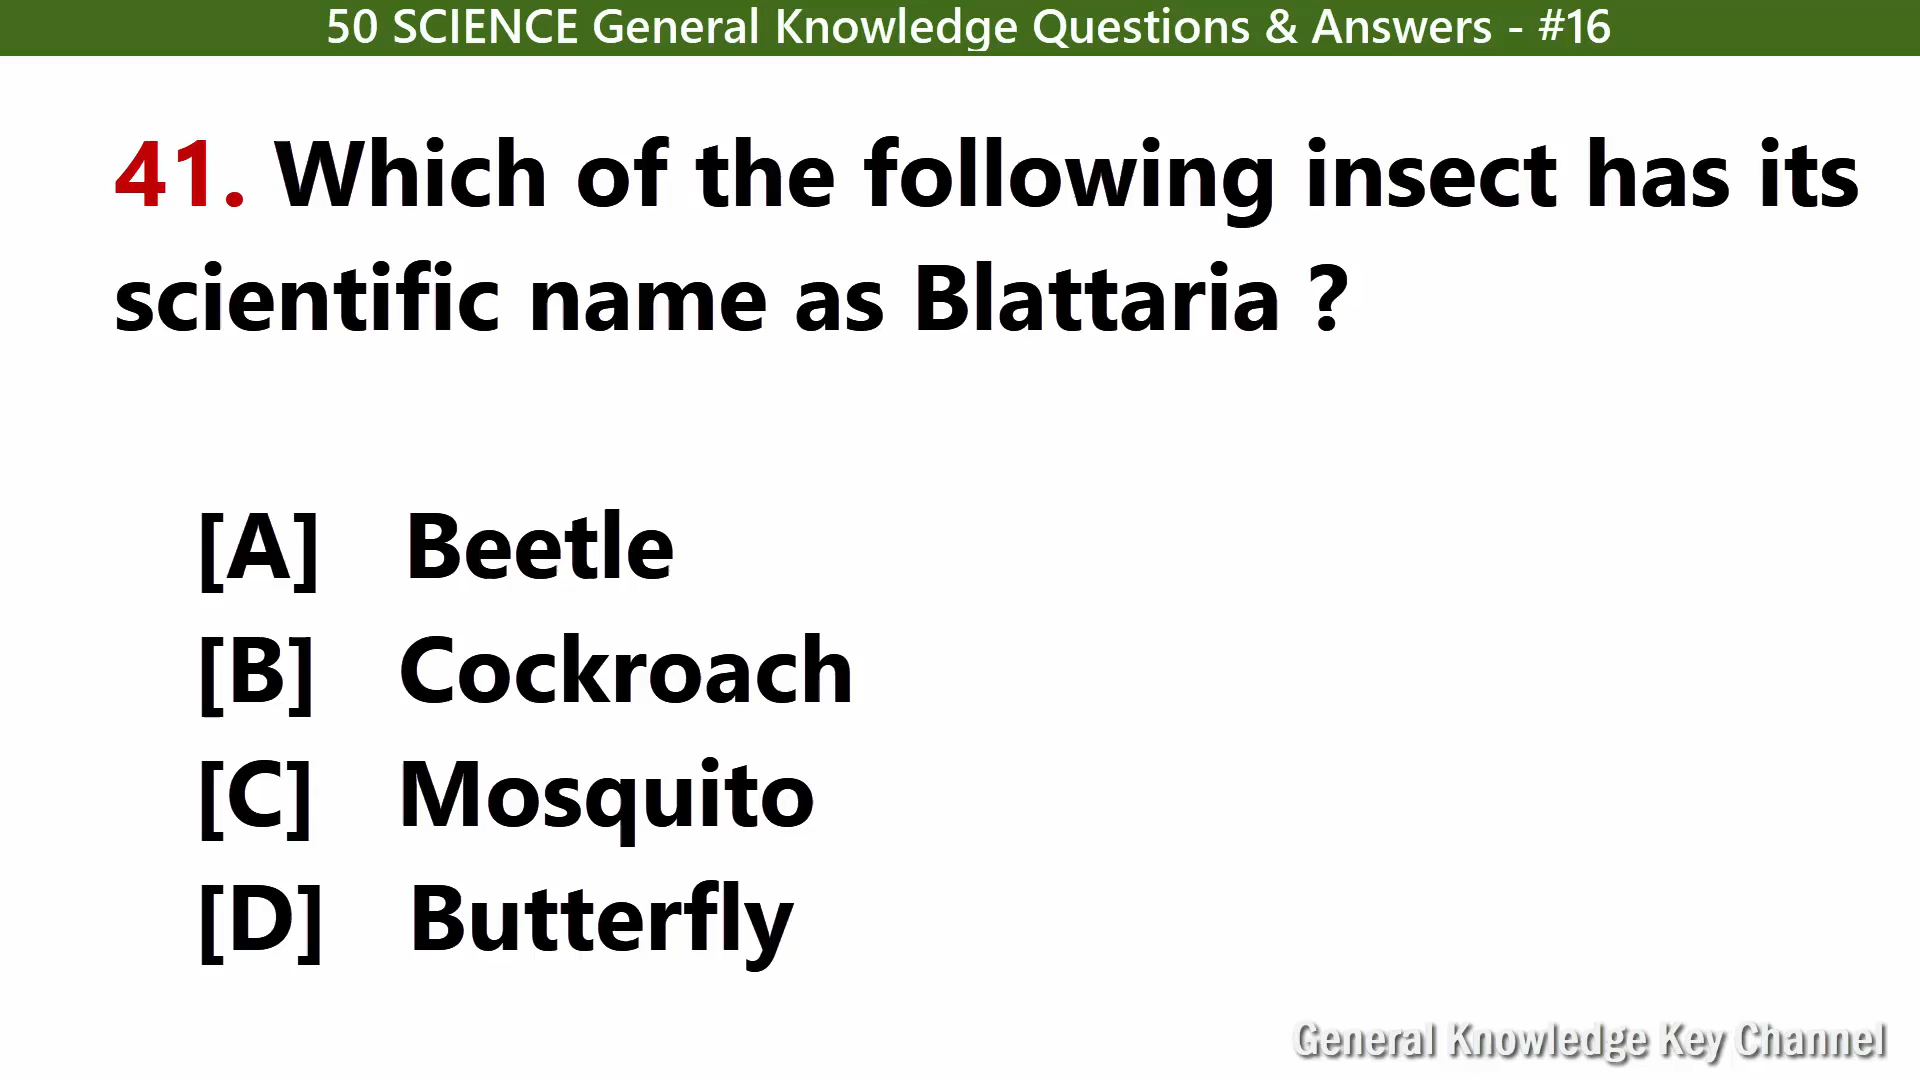 50 SCIENCE General Knowledge Questions & Answers - #16
41. Which of the following insect has its
scientific name as Blattaria ?
[A] Beetle
[B] Cockroach
[C] Mosquito
[D] Butterfly
General Knowledge Key Channel